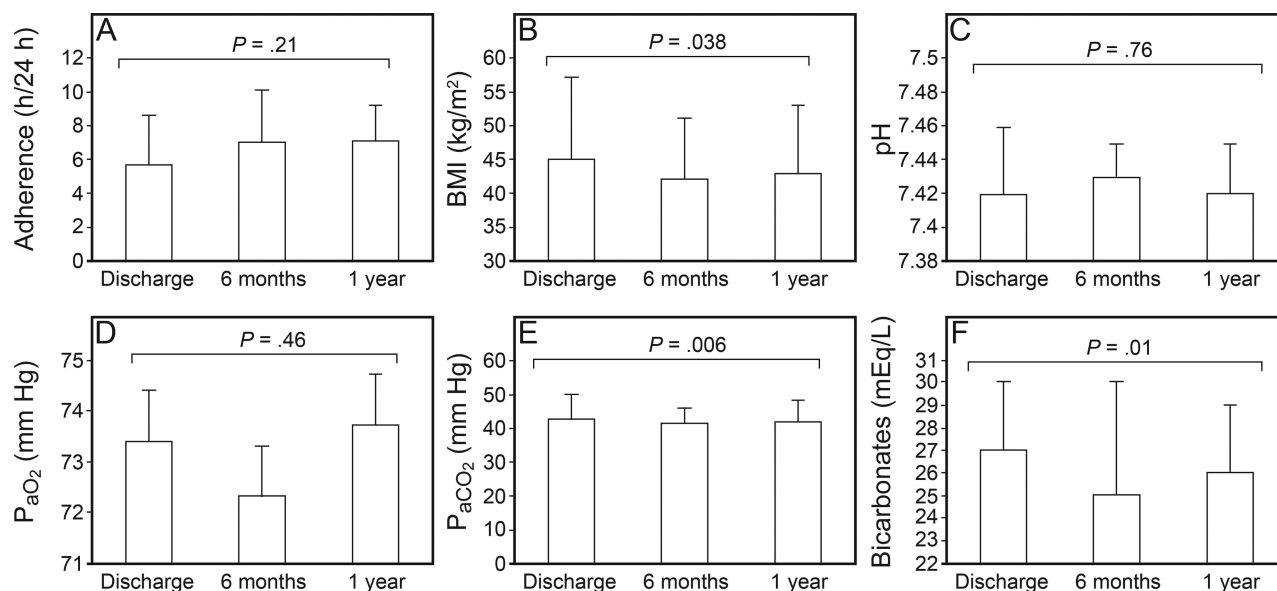 A
P = .21
Adherence (h/24 h)
12
10
8
6
4
2
0
Discharge 6 months 1 year
B
P = .038
BMI (kg/m²)
60
55
50
45
40
35
30
Discharge 6 months 1 year
C
P = .76
pH
7.5
7.48
7.46
7.44
7.42
7.4
7.38
Discharge 6 months 1 year
D
P = .46
PaO₂ (mm Hg)
75
74
73
72
71
Discharge 6 months 1 year
E
P = .006
PaCO₂ (mm Hg)
60
50
40
30
20
10
0
Discharge 6 months 1 year
F
P = .01
Bicarbonates (mEq/L)
31
30
29
28
27
26
25
24
23
22
Discharge 6 months 1 year